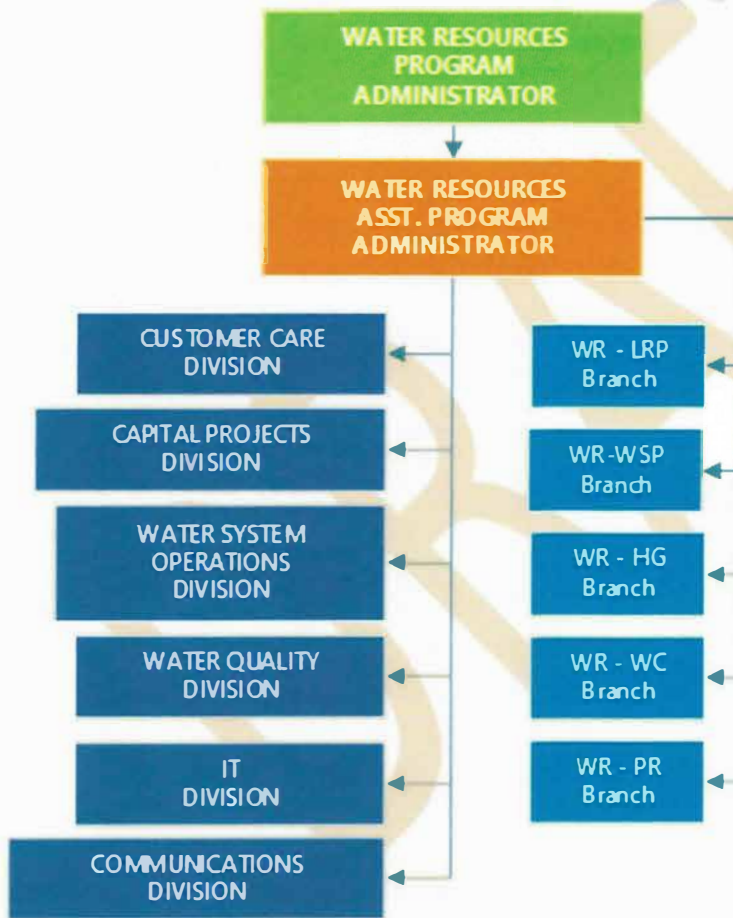 WATER RESOURCES
PROGRAM
ADMINISTRATOR
WATER RESOURCES
ASST. PROGRAM
ADMINISTRATOR
CUSTOMER CARE
DIVISION
CAPITAL PROJECTS
DIVISION
WATER SYSTEM
OPERATIONS
DIVISION
WATER QUALITY
DIVISION
IT
DIVISION
COMMUNICATIONS
DIVISION
WR - LRP
Branch
WR-WSP
Branch
WR - HG
Branch
WR - WC
Branch
WR - PR
Branch